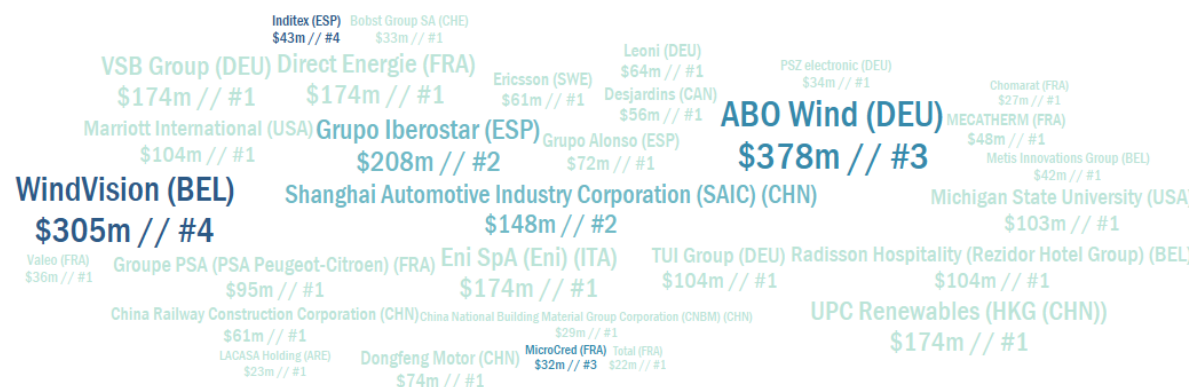 Inditex (ESP)
$43m // #4
Bobst Group SA (CHE)
$33m // #1
VSB Group (DEU)
$174m // #1
Direct Energie (FRA)
$174m // #1
Ericsson (SWE)
$61m // #1
Leoni (DEU)
$64m // #1
Desjardins (CAN)
$56m // #1
PSZ electronic (DEU)
$34m // #1
Chomarat (FRA)
$27m // #1
Marriott International (USA)
$104m // #1
Grupo Iberostar (ESP)
$208m // #2
Grupo Alonso (ESP)
$72m // #1
ABO Wind (DEU)
$378m // #3
MECATHERM (FRA)
$48m // #1
Metis Innovations Group (BEL)
$42m // #1
WindVision (BEL)
$305m // #4
Shanghai Automotive Industry Corporation (SAIC) (CHN)
$148m // #2
Michigan State University (USA)
$103m // #1
Valeo (FRA)
$36m // #1
Groupe PSA (PSA Peugeot-Citroen) (FRA)
$95m // #1
Eni SpA (Eni) (ITA)
$174m // #1
TUI Group (DEU)
$104m // #1
Radisson Hospitality (Rezidor Hotel Group) (BEL)
$104m // #1
China Railway Construction Corporation (CHN)
$61m // #1
China National Building Material Group Corporation (CNBM) (CHN)
$29m // #1
UPC Renewables (HKG (CHN))
$174m // #1
LACASA Holding (ARE)
$23m // #1
Dongfeng Motor (CHN)
$74m // #1
MicroCred (FRA)
$32m // #3
Total (FRA)
$22m // #1